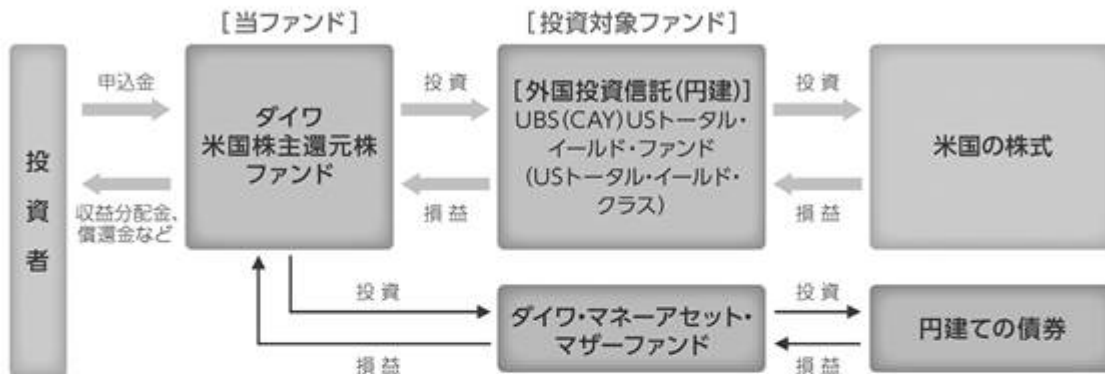 [当ファンド]
[投資対象ファンド]
投資者
申込金
収益分配金、
償還金など
ダイワ
米国株主還元株
ファンド
投資
損益
[外国投資信託(円建)]
UBS(CAY)USトータル・
イールド・ファンド
(USトータル・イールド・
クラス)
投資
損益
米国の株式
投資
損益
ダイワ・マネーアセット・
マザーファンド
投資
損益
円建ての債券